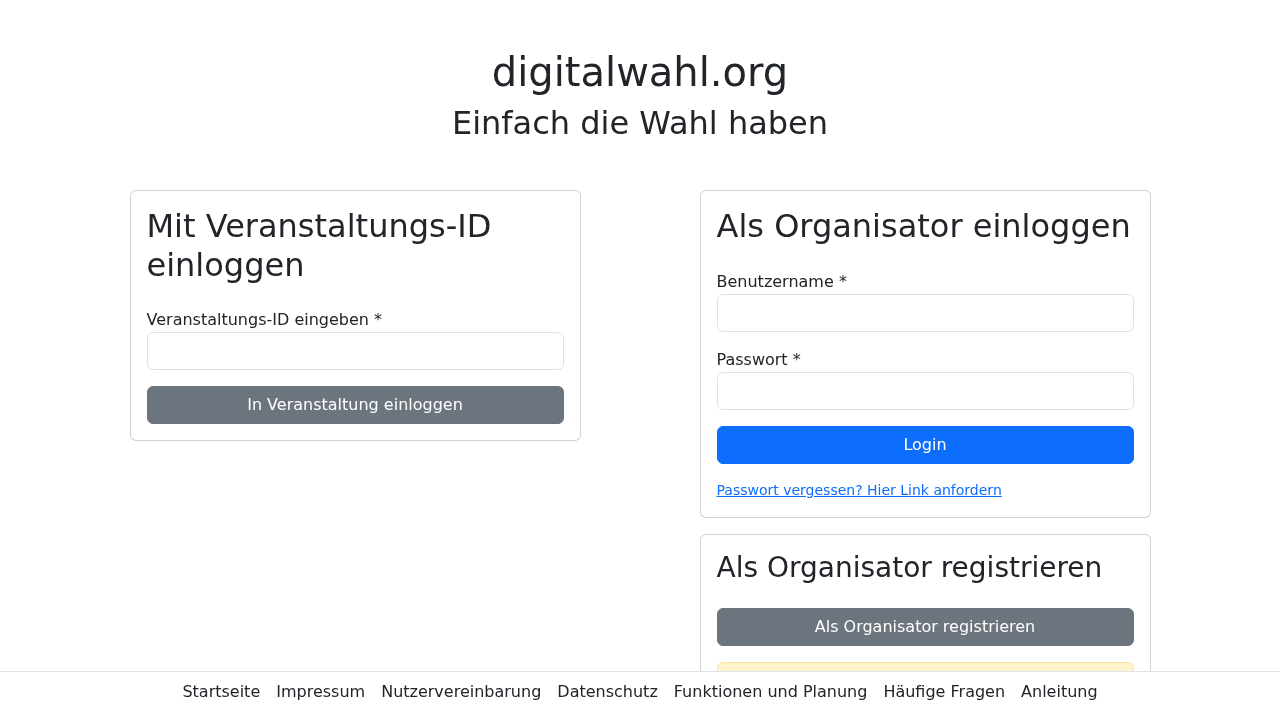 digitalwahl.org
Einfach die Wahl haben
Mit Veranstaltungs-ID
einloggen
Veranstaltungs-ID eingeben *
In Veranstaltung einloggen
Als Organisator einloggen
Benutzername *
Passwort *
Login
Passwort vergessen? Hier Link anfordern
Als Organisator registrieren
Als Organisator registrieren
Startseite Impressum Nutzervereinbarung Datenschutz Funktionen und Planung Häufige Fragen Anleitung